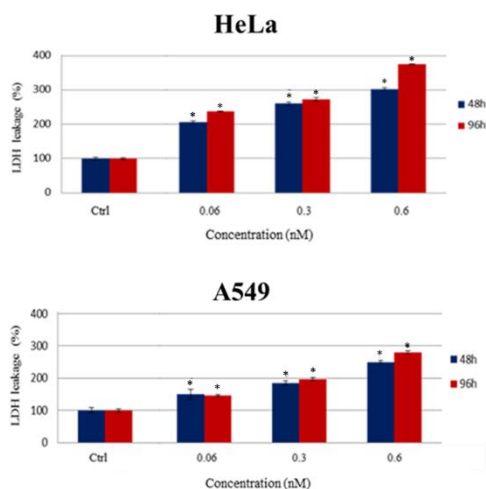 HeLa
LDH leakage (%)
400
300
200
100
0
* * * * * *
Ctrl 0.06 0.3 0.6
Concentration (nM)
48h
96h
A549
LDH leakage (%)
400
300
200
100
0
* * * * * *
Ctrl 0.06 0.3 0.6
Concentration (nM)
48h
96h